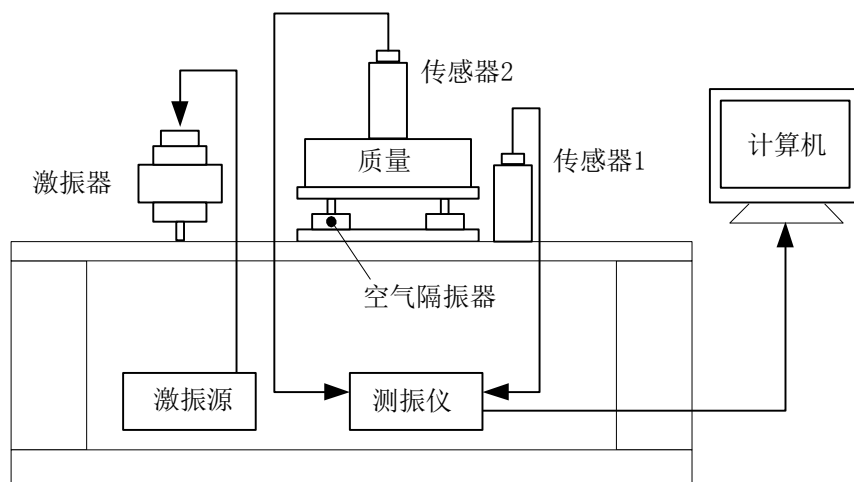 传感器2
计算机
质量
传感器1
激振器
空气隔振器
激振源
测振仪